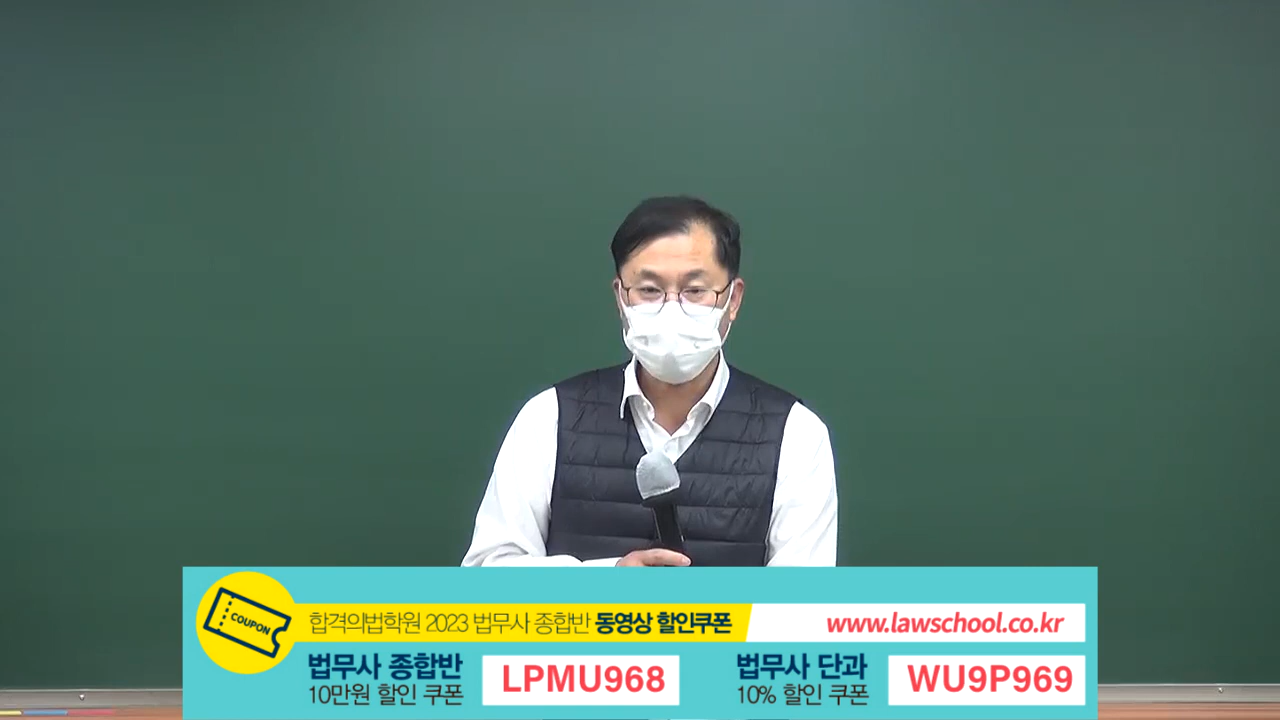 COUPON
합격의법학원 2023 법무사 종합반 동영상 할인쿠폰
www.lawschool.co.kr
법무사 종합반
10만원 할인 쿠폰
LPMU968
법무사 단과
10% 할인 쿠폰
WU9P969